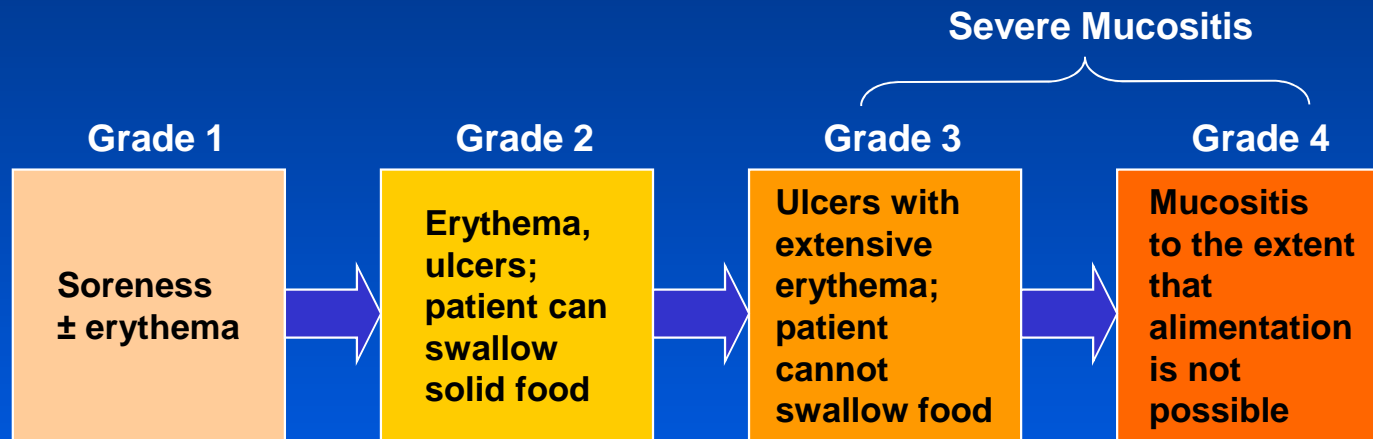 Severe Mucositis
Grade 1
Grade 2
Grade 3
Grade 4
Soreness
± erythema
Erythema,
ulcers;
patient can
swallow
solid food
Ulcers with
extensive
erythema;
patient
cannot
swallow food
Mucositis
to the extent
that
alimentation
is not
possible